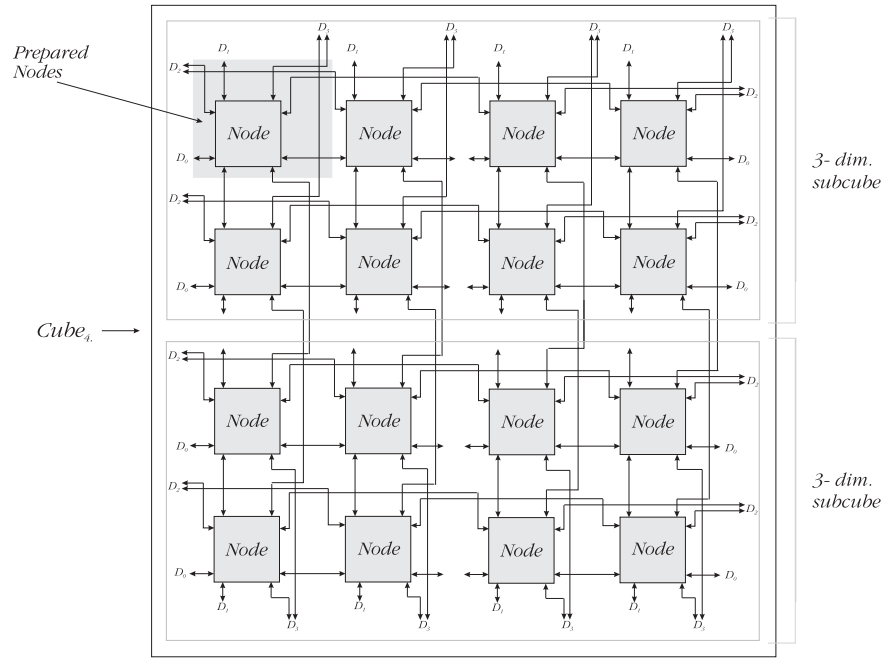 D₃ D₃ D₃ D₃
Prepared
Nodes
D₁ D₁ D₁ D₁
D₂
D₂
Node Node Node Node
D₀ D₀
3- dim.
subcube
D₂
D₂
Node Node Node Node
D₀ D₀
Cube₄.
D₂
D₂
Node Node Node Node
D₀ D₀
D₂
3- dim.
subcube
D₂
Node Node Node Node
D₀ D₀
D₁ D₁ D₁ D₁
D₃ D₃ D₃ D₃